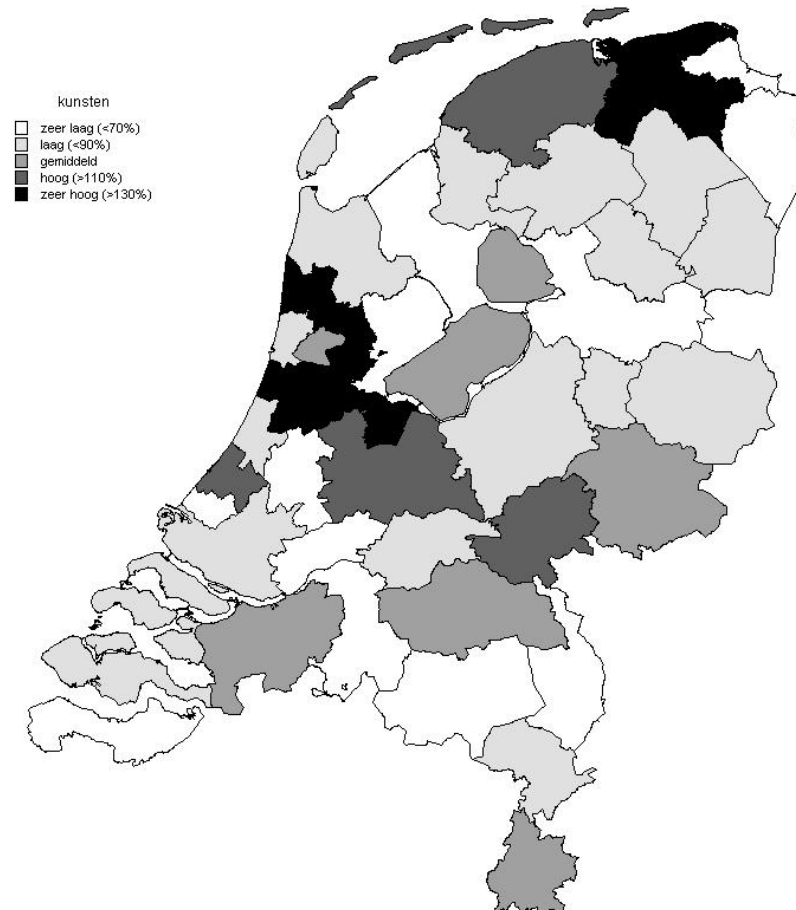 kunsten
zeer laag (<70%)
laag (<90%)
gemiddeld
hoog (>110%)
zeer hoog (>130%)